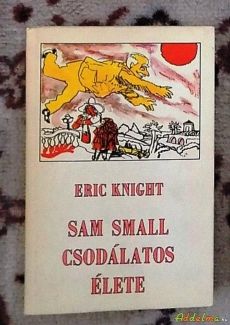 ERIC KNIGHT
SAM SMALL
CSODÁLATOS
ÉLETE